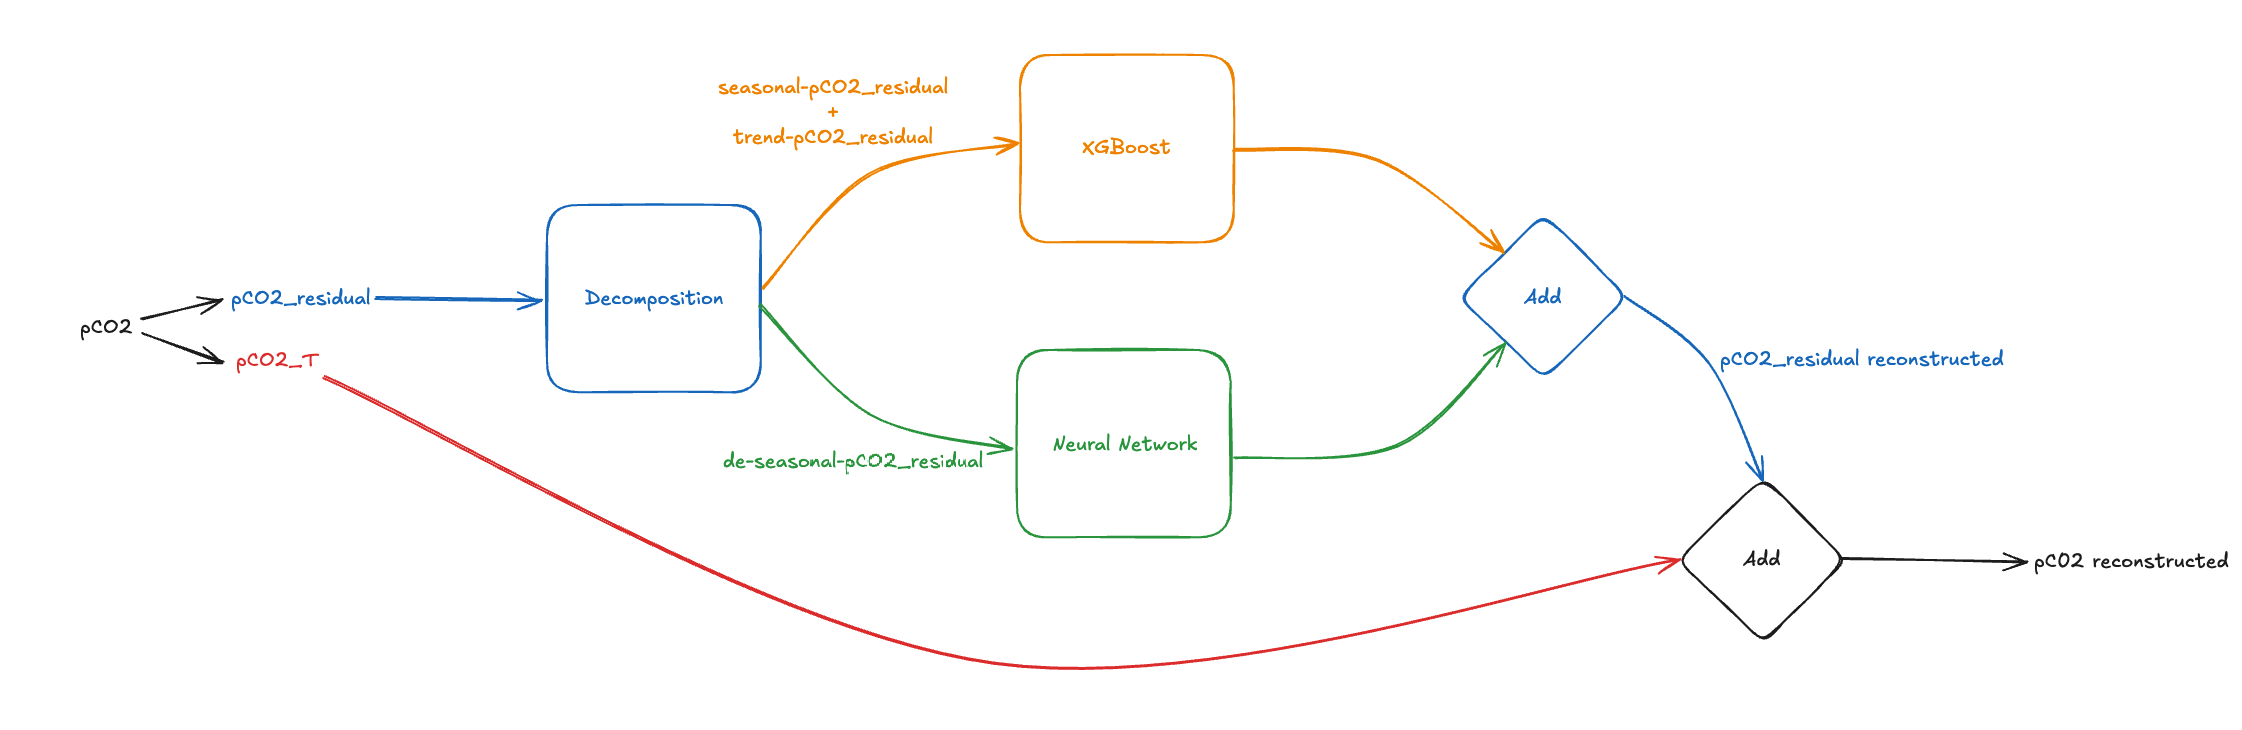 seasonal-pCO2_residual
+
trend-pCO2_residual
XGBoost
pCO2_residual
Decomposition
Add
pCO2
pCO2_T
pCO2_residual reconstructed
Neural Network
de-seasonal-pCO2_residual
Add
pCO2 reconstructed